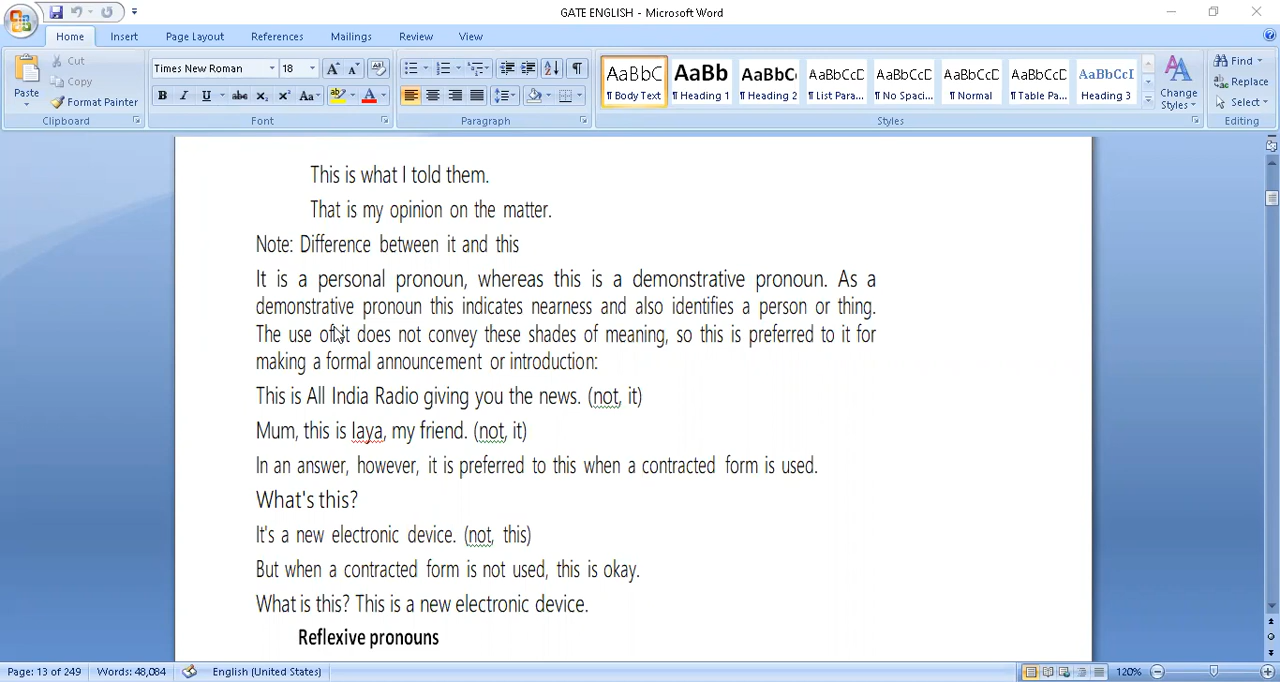 GATE ENGLISH - Microsoft Word
Home Insert Page Layout References Mailings Review View
Paste Cut Copy Format Painter
Times New Roman 18
B I U abc X₂ X² Aa A
AaBbC AaBb AaBbC AaBbCcD AaBbCcD AaBbCcD AaBbCcD AaBbCcI
¶ Body Text ¶ Heading 1 ¶ Heading 2 ¶ List Para... ¶ No Spaci... ¶ Normal ¶ Table Pa... Heading 3
Change Styles
Find Replace Select
Clipboard Font Paragraph Styles Editing
This is what I told them.
That is my opinion on the matter.
Note: Difference between it and this
It is a personal pronoun, whereas this is a demonstrative pronoun. As a
demonstrative pronoun this indicates nearness and also identifies a person or thing.
The use of it does not convey these shades of meaning, so this is preferred to it for
making a formal announcement or introduction:
This is All India Radio giving you the news. (not, it)
Mum, this is laya, my friend. (not, it)
In an answer, however, it is preferred to this when a contracted form is used.
What's this?
It's a new electronic device. (not, this)
But when a contracted form is not used, this is okay.
What is this? This is a new electronic device.
Reflexive pronouns
Page: 13 of 249 Words: 48,084 English (United States) 120%